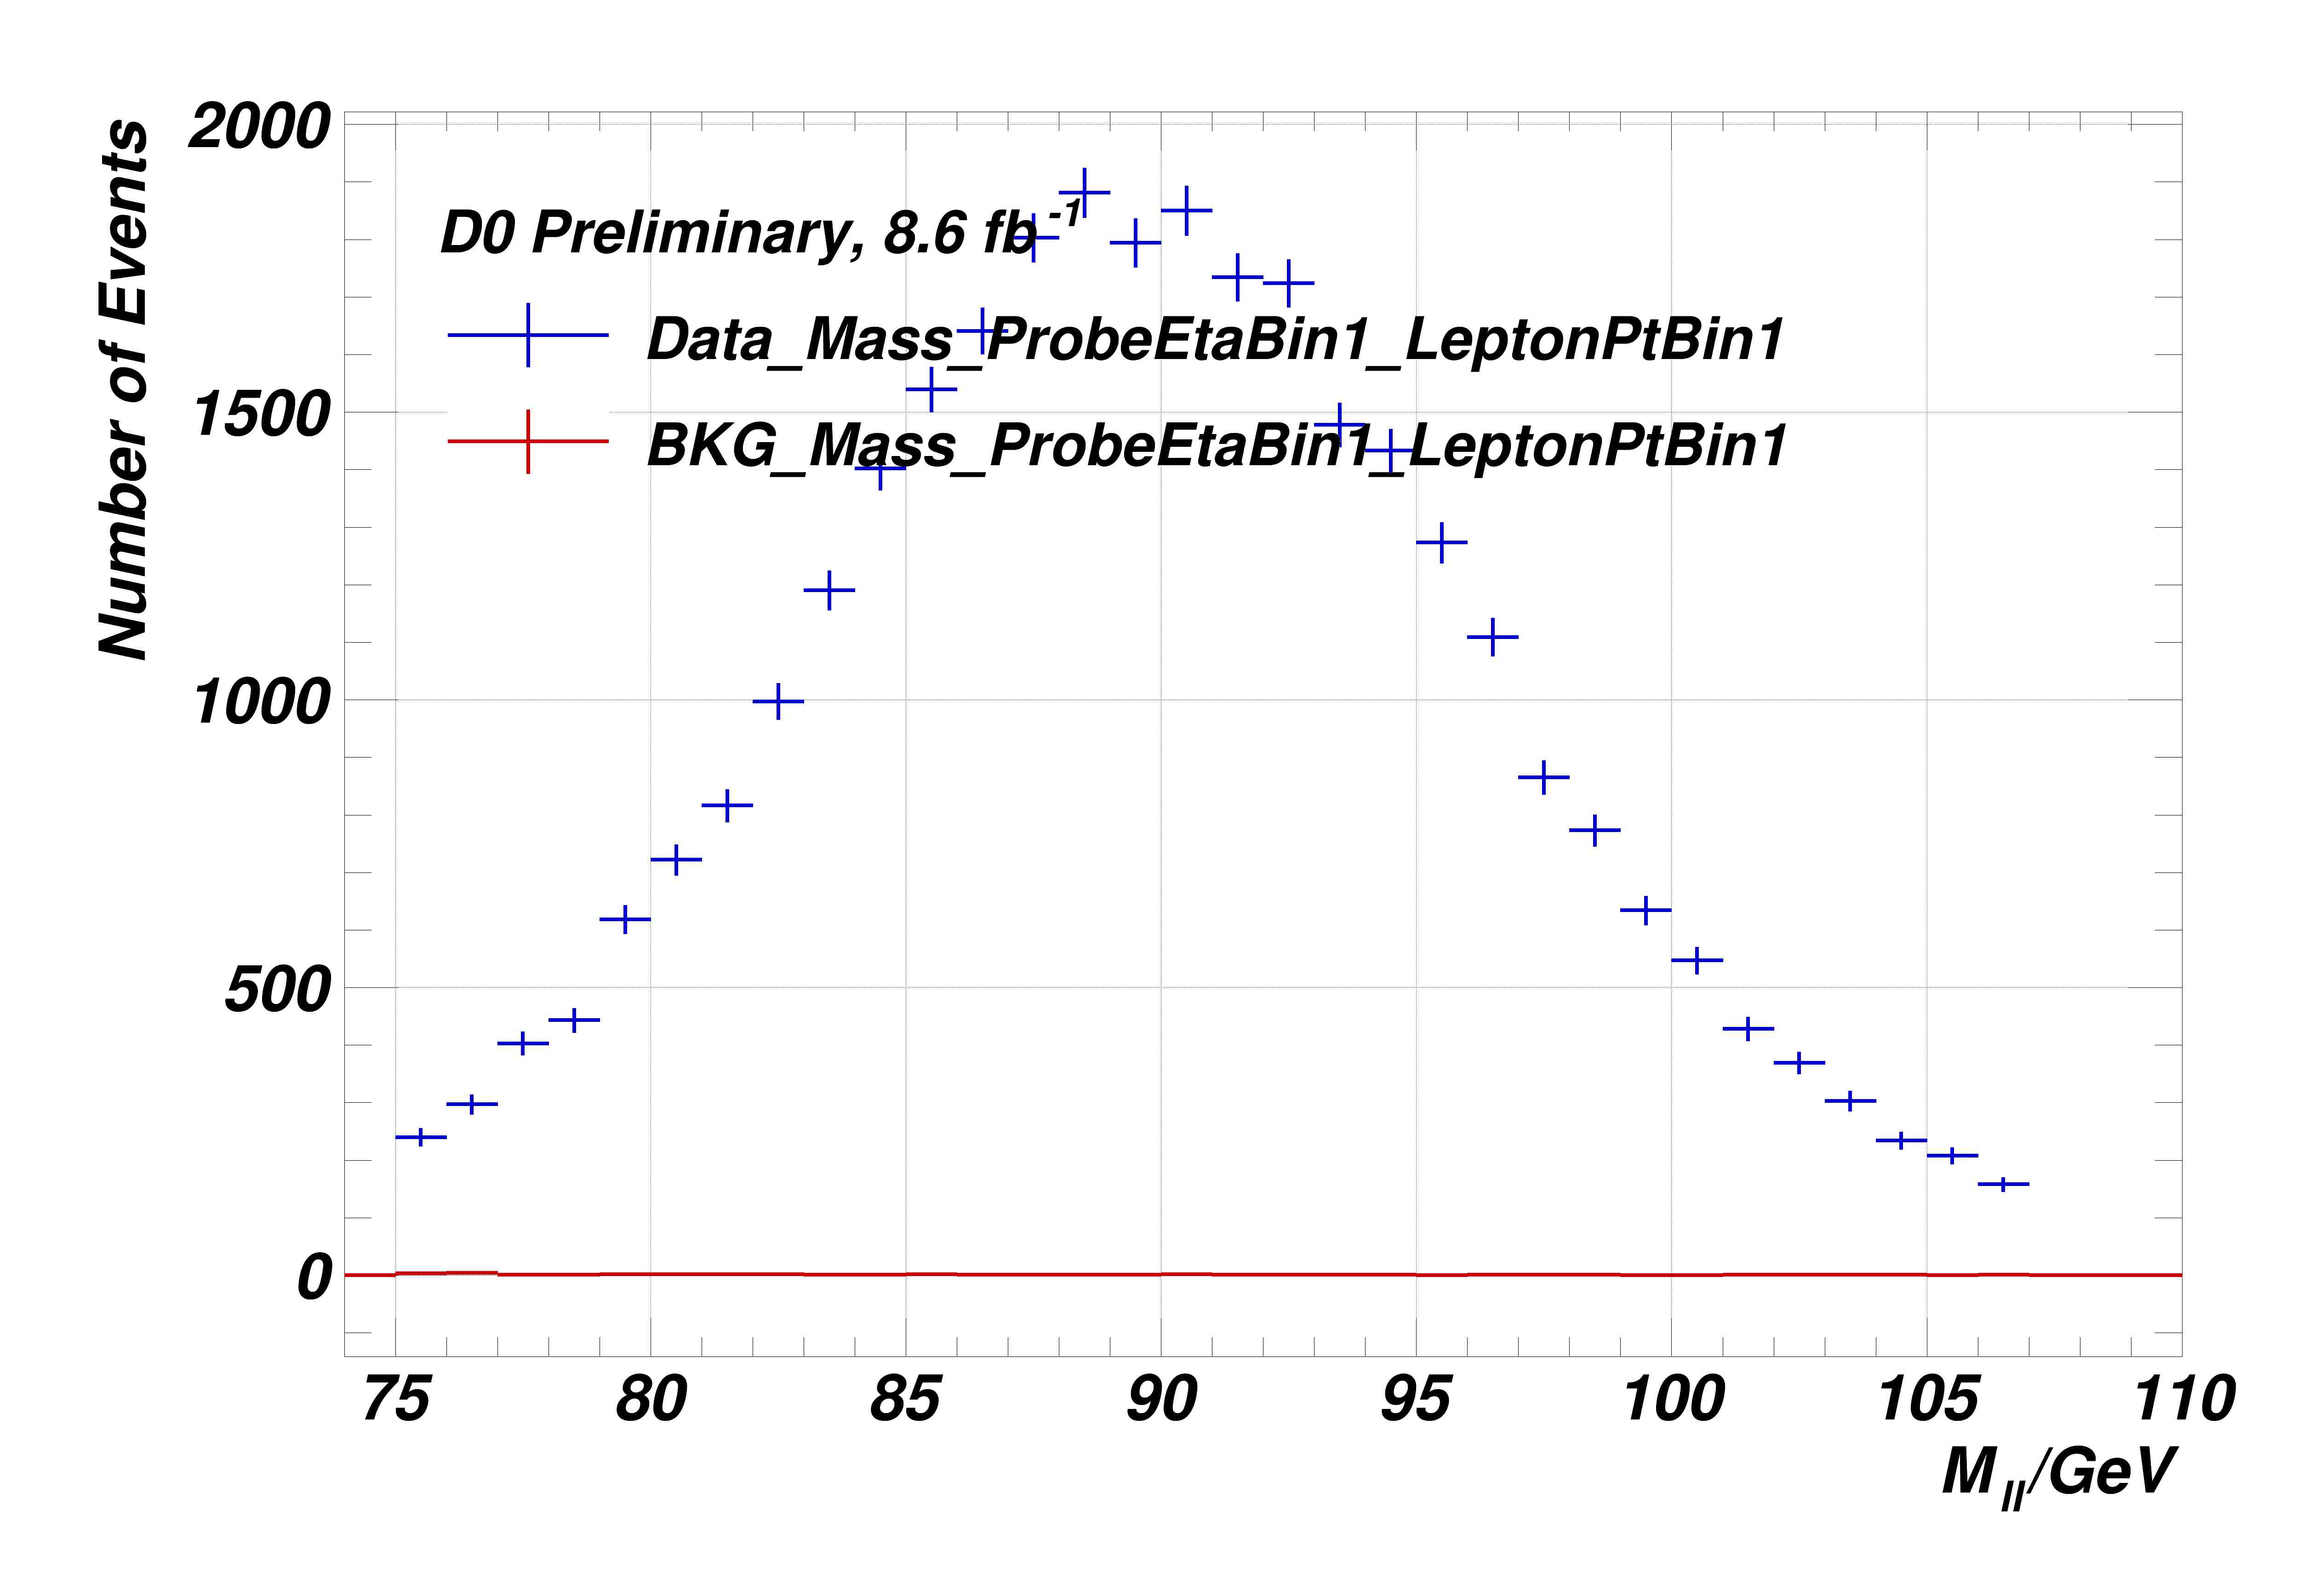 Number of Events
2000
1500
1000
500
0
D0 Preliminary, 8.6 fb-1
Data_Mass_ProbeEtaBin1_LeptonPtBin1
BKG_Mass_ProbeEtaBin1_LeptonPtBin1
75 80 85 90 95 100 105 110
M_ll/GeV